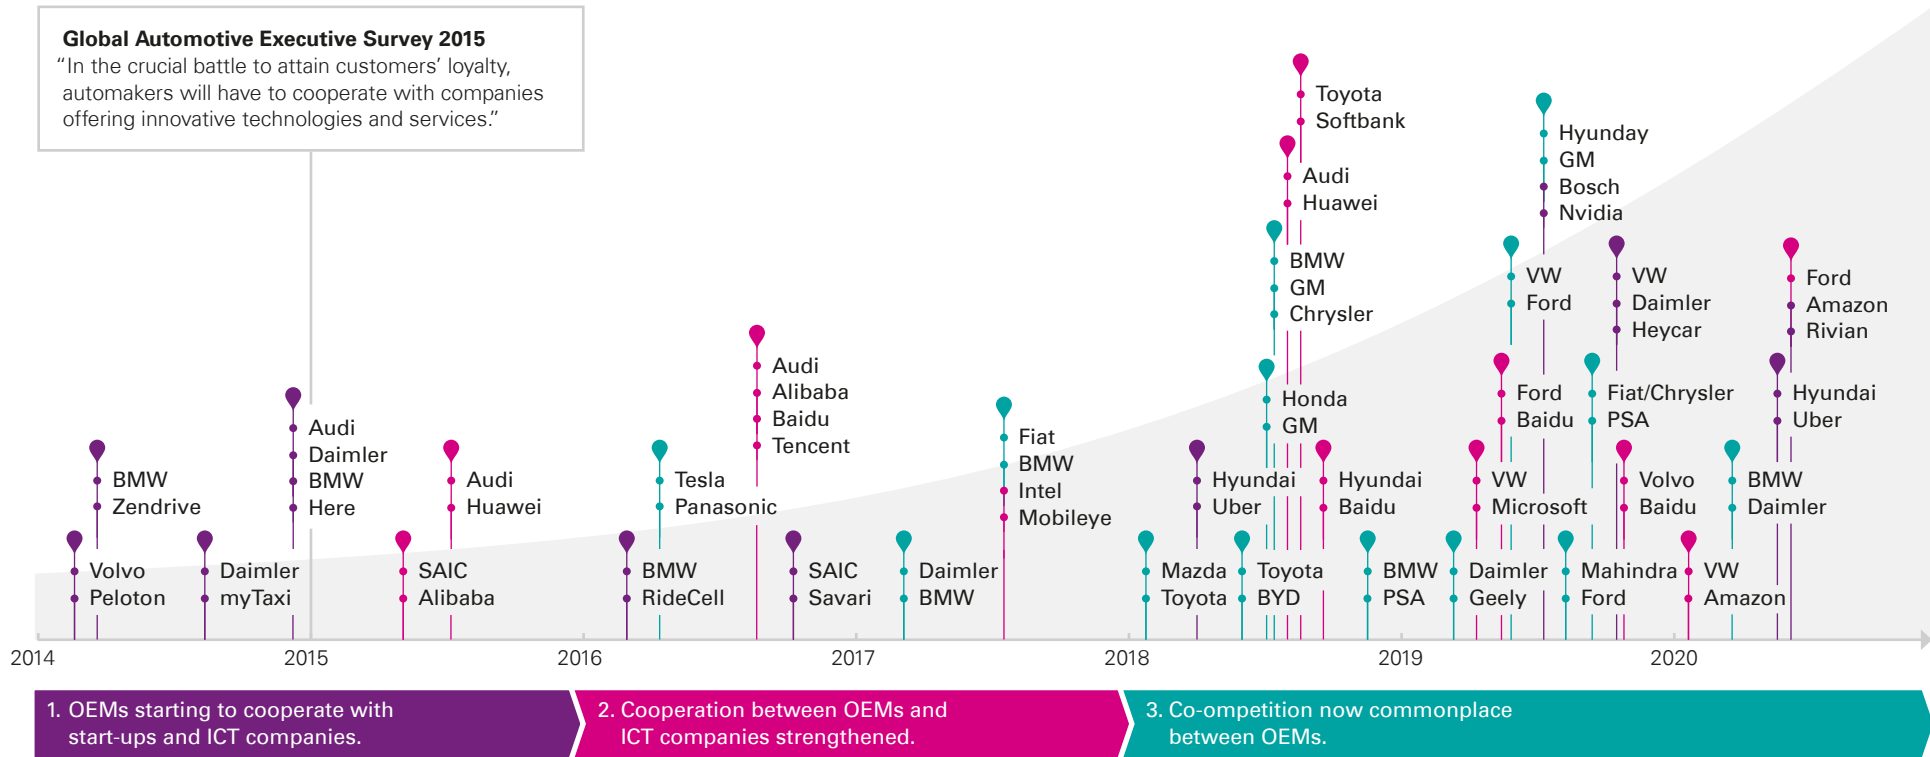 Global Automotive Executive Survey 2015
“In the crucial battle to attain customers’ loyalty,
automakers will have to cooperate with companies
offering innovative technologies and services.”
Volvo
Peloton
BMW
Zendrive
Daimler
myTaxi
Audi
Daimler
BMW
Here
SAIC
Alibaba
Audi
Huawei
BMW
RideCell
Tesla
Panasonic
Audi
Alibaba
Baidu
Tencent
SAIC
Savari
Daimler
BMW
Fiat
BMW
Intel
Mobileye
Mazda
Toyota
Hyundai
Uber
Toyota
BYD
Honda
GM
BMW
GM
Chrysler
Audi
Huawei
Toyota
Softbank
Hyundai
Baidu
BMW
PSA
Daimler
Geely
VW
Microsoft
Ford
Baidu
VW
Ford
Hyunday
GM
Bosch
Nvidia
Mahindra
Ford
Fiat/Chrysler
PSA
VW
Daimler
Heycar
Volvo
Baidu
VW
Amazon
BMW
Daimler
Hyundai
Uber
Ford
Amazon
Rivian
2014
2015
2016
2017
2018
2019
2020
1. OEMs starting to cooperate with
start-ups and ICT companies.
2. Cooperation between OEMs and
ICT companies strengthened.
3. Co-ompetition now commonplace
between OEMs.